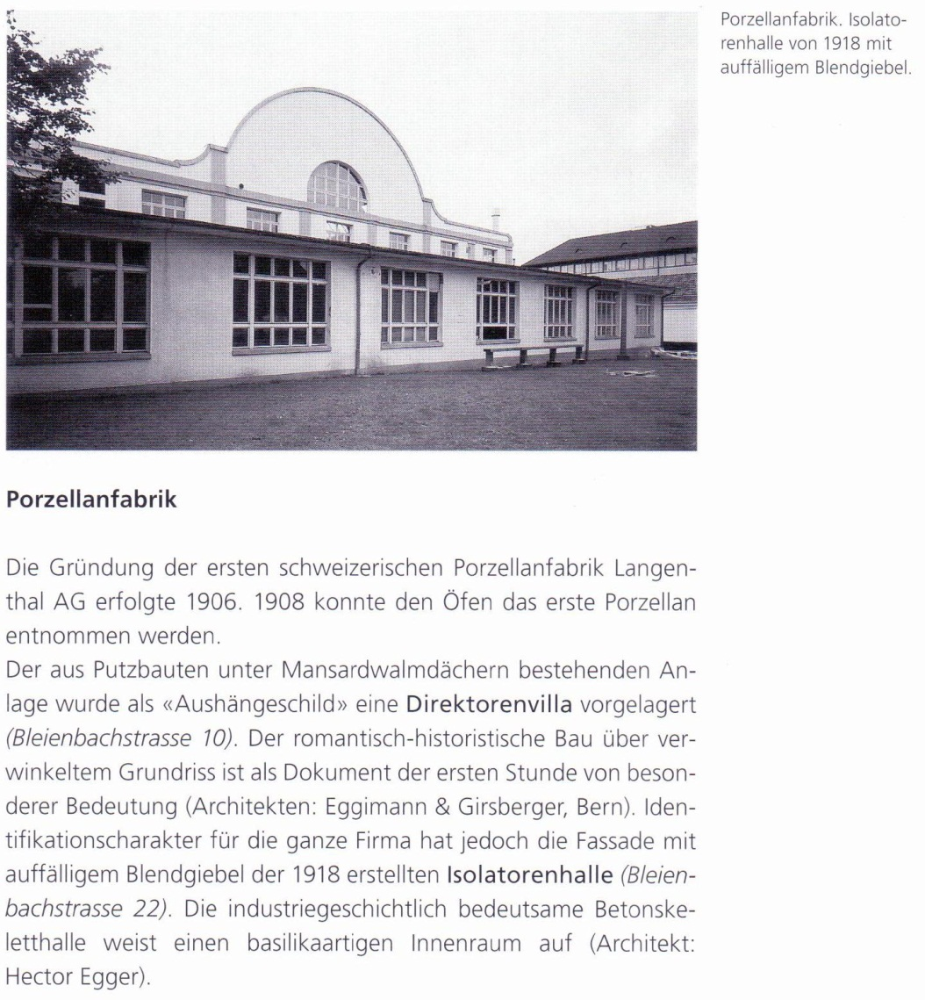 Porzellanfabrik. Isolato-
renhalle von 1918 mit
auffälligem Blendgiebel.
Porzellanfabrik
Die Gründung der ersten schweizerischen Porzellanfabrik Langen-
thal AG erfolgte 1906. 1908 konnte den Öfen das erste Porzellan
entnommen werden.
Der aus Putzbauten unter Mansardwalmdächern bestehenden An-
lage wurde als «Aushängeschild» eine Direktorenvilla vorgelagert
(Bleienbachstrasse 10). Der romantisch-historistische Bau über ver-
winkeltem Grundriss ist als Dokument der ersten Stunde von beson-
derer Bedeutung (Architekten: Eggimann & Girsberger, Bern). Iden-
tifikationscharakter für die ganze Firma hat jedoch die Fassade mit
auffälligem Blendgiebel der 1918 erstellten Isolatorenhalle (Bleien-
bachstrasse 22). Die industriegeschichtlich bedeutsame Betonske-
letthalle weist einen basilikaartigen Innenraum auf (Architekt:
Hector Egger).